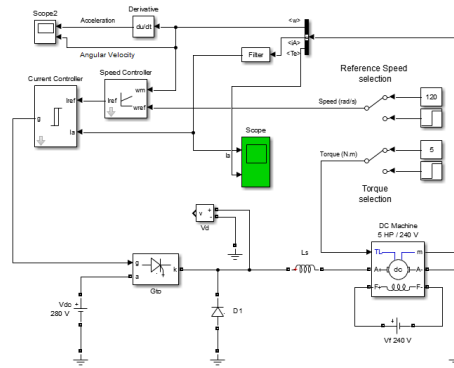 Scope2
Acceleration
Derivative
du/dt
<w>
<iA>
<Te>
Angular Velocity
Filter
Current Controller
Speed Controller
wm
Iref
wref
Iref
g
Ia
Reference Speed
selection
120
Speed (rad/s)
Scope
Ia
5
Torque (N.m)
Torque
selection
v
+
-
Vd
DC Machine
5 HP / 240 V
TL
m
A+
dc
A-
F+
F-
Ls
g
a
k
Gto
Vdc
+
280 V
D1
+
Vf 240 V